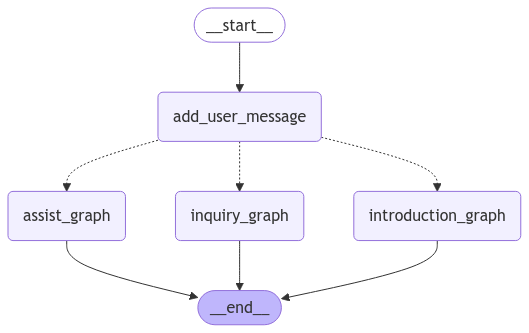 __start__
add_user_message
assist_graph
inquiry_graph
introduction_graph
__end__